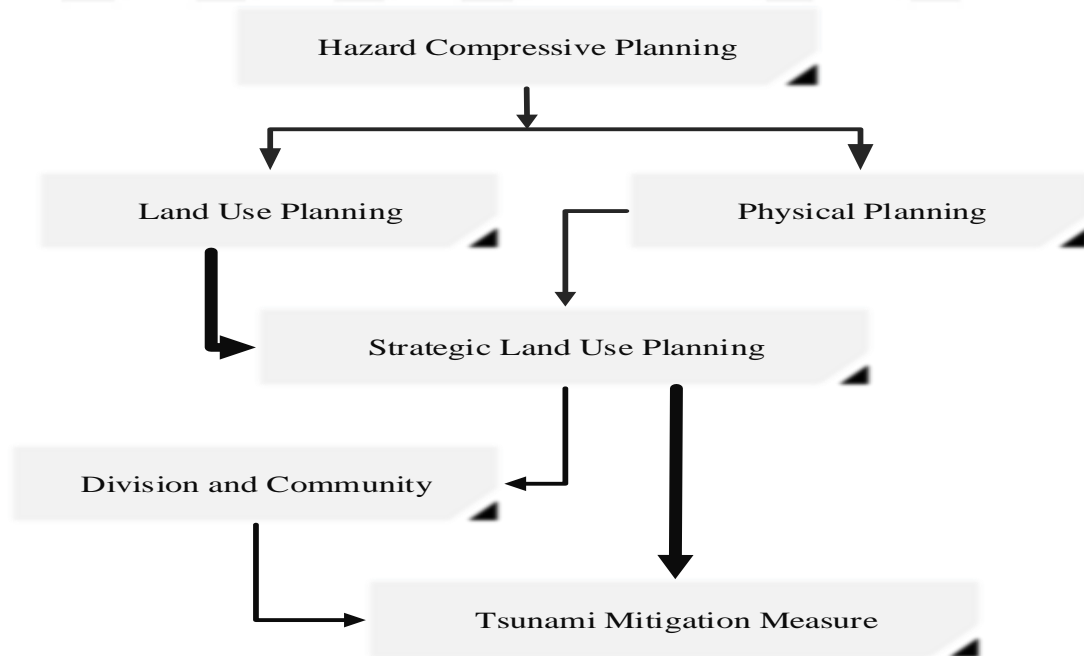 Hazard Compressive Planning
Land Use Planning
Physical Planning
Strategic Land Use Planning
Division and Community
Tsunami Mitigation Measure